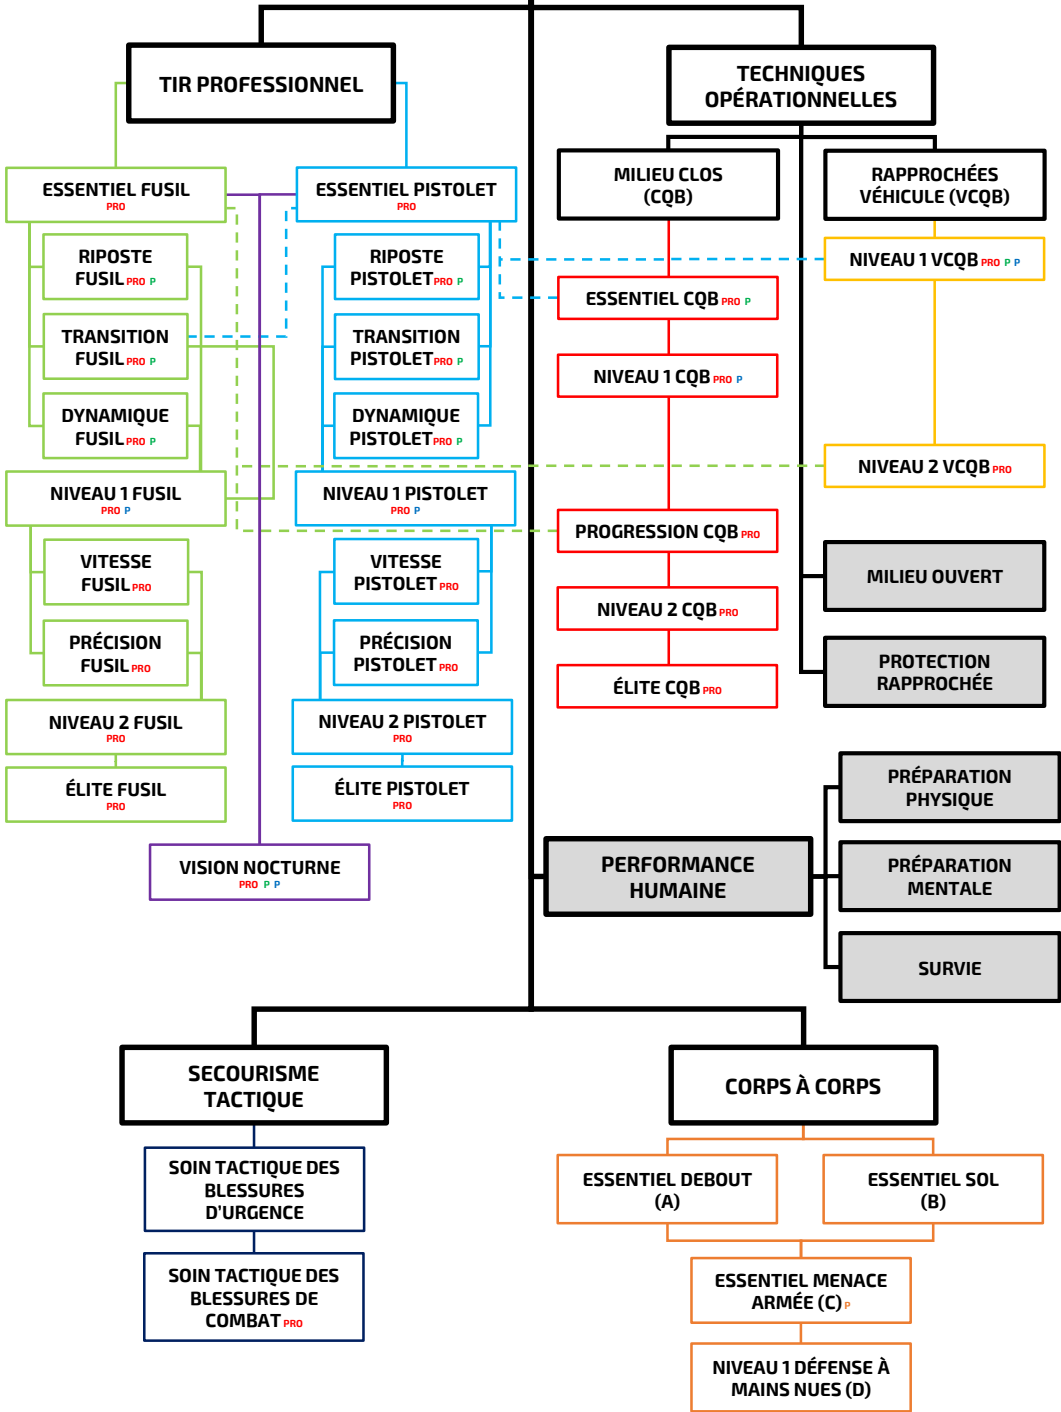 TIR PROFESSIONNEL
TECHNIQUES
OPÉRATIONNELLES
ESSENTIEL FUSIL
PRO
RIPOSTE
FUSIL PRO P
TRANSITION
FUSIL PRO P
DYNAMIQUE
FUSIL PRO P
NIVEAU 1 FUSIL
PRO P
VITESSE
FUSIL PRO
PRÉCISION
FUSIL PRO
NIVEAU 2 FUSIL
PRO
ÉLITE FUSIL
PRO
ESSENTIEL PISTOLET
PRO
RIPOSTE
PISTOLET PRO P
TRANSITION
PISTOLET PRO P
DYNAMIQUE
PISTOLET PRO P
NIVEAU 1 PISTOLET
PRO P
VITESSE
PISTOLET PRO
PRÉCISION
PISTOLET PRO
NIVEAU 2 PISTOLET
PRO
ÉLITE PISTOLET
PRO
VISION NOCTURNE
PRO P P
MILIEU CLOS
(CQB)
ESSENTIEL CQB PRO P
NIVEAU 1 CQB PRO P
PROGRESSION CQB PRO
NIVEAU 2 CQB PRO
ÉLITE CQB PRO
RAPPROCHÉES
VÉHICULE (VCQB)
NIVEAU 1 VCQB PRO P P
NIVEAU 2 VCQB PRO
MILIEU OUVERT
PROTECTION
RAPPROCHÉE
PERFORMANCE
HUMAINE
PRÉPARATION
PHYSIQUE
PRÉPARATION
MENTALE
SURVIE
SECOURISME
TACTIQUE
SOIN TACTIQUE DES
BLESSURES
D'URGENCE
SOIN TACTIQUE DES
BLESSURES DE
COMBAT PRO
CORPS À CORPS
ESSENTIEL DEBOUT
(A)
ESSENTIEL SOL
(B)
ESSENTIEL MENACE
ARMÉE (C) P
NIVEAU 1 DÉFENSE À
MAINS NUES (D)